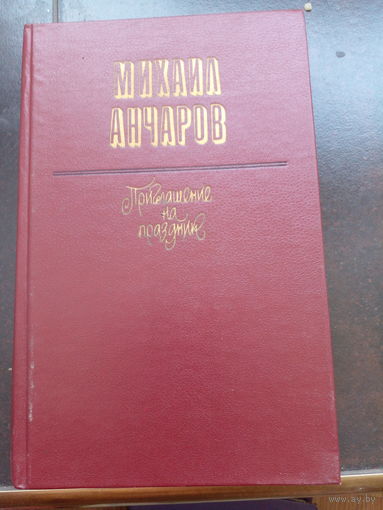 МИХАИЛ
АНЧАРОВ
Приглашение
на
праздник
www.ay.by